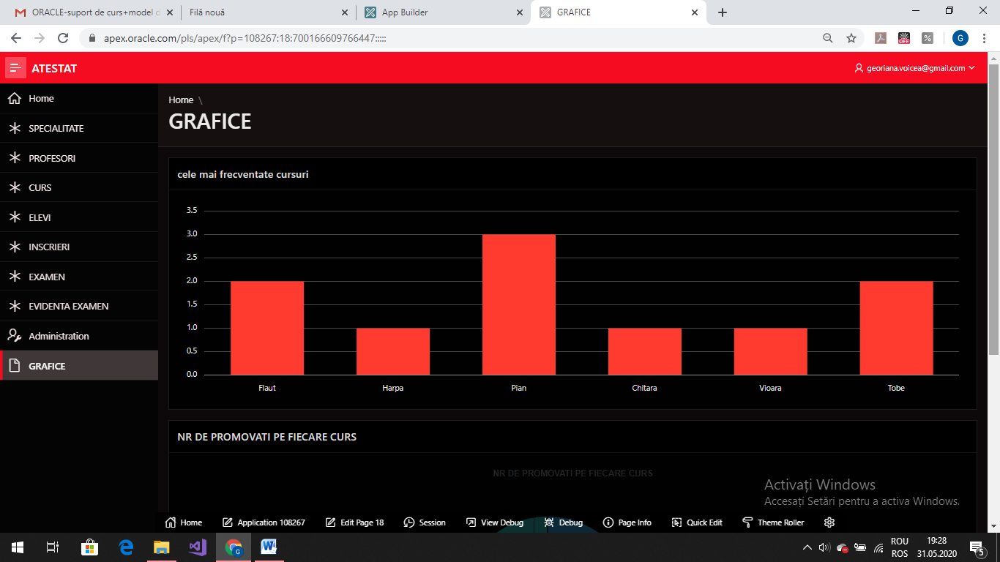 ORACLE-suport de curs+model d
Filă nouă
App Builder
GRAFICE
apex.oracle.com/pls/apex/f?p=108267:18:700166609766447:::::
OFF
G
ATESTAT
georiana.voicea@gmail.com
Home
SPECIALITATE
PROFESORI
CURS
ELEVI
INSCRIERI
EXAMEN
EVIDENTA EXAMEN
Administration
GRAFICE
Home \
GRAFICE
cele mai frecventate cursuri
3.5
3.0
2.5
2.0
1.5
1.0
0.5
0.0
Flaut Harpa Pian Chitara Vioara Tobe
NR DE PROMOVATI PE FIECARE CURS
NR DE PROMOVATI PE FIECARE CURS
Activați Windows
Accesați Setări pentru a activa Windows.
Home Application 108267 Edit Page 18 Session View Debug Debug Page Info Quick Edit Theme Roller
G
ROU
ROS
19:28
31.05.2020
5